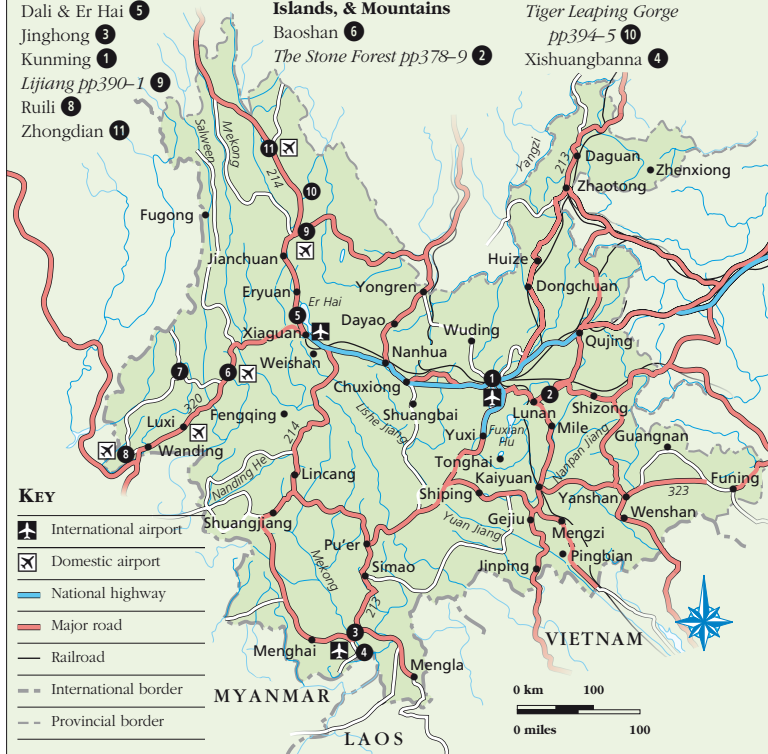 Dali & Er Hai 5
Jinghong 3
Kunming 1
Lijiang pp390–1 9
Ruili 8
Zhongdian 11
Islands, & Mountains
Baoshan 6
The Stone Forest pp378–9 2
Tiger Leaping Gorge
pp394–5 10
Xishuangbanna 4
Salween
Mekong
11
214
10
Yangzi
213
Daguan
Zhenxiong
Zhaotong
Fugong
9
Jianchuan
Huize
Eryuan
Er Hai
Yongren
Dongchuan
5
Dayao
Wuding
Xiaguan
Qujing
Weishan
Nanhua
7
6
1
Chuxiong
2
320
Lisne Jiang
Shuangbai
Lunan
Shizong
Fengqing
Luxi
Yuxi
Fuxian
Hu
Mile
Nanpan Jiang
Guangnan
8
Wanding
214
Tonghai
Nanding He
Lincang
Kaiyuan
Funing
Shiping
Yanshan
323
Shuangjiang
Yuan Jiang
Gejiu
Wenshan
Mengzi
Pu'er
Pingbian
Mekong
Simao
Jinping
213
3
Menghai
4
VIETNAM
Mengla
MYANMAR
LAOS
KEY
International airport
Domestic airport
National highway
Major road
Railroad
International border
Provincial border
0 km 100
0 miles 100